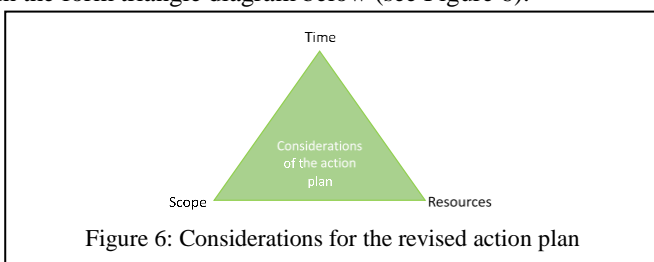 in the form triangle diagram below (see Figure 6).
Time
Considerations
of the action
plan
Scope
Resources
Figure 6: Considerations for the revised action plan